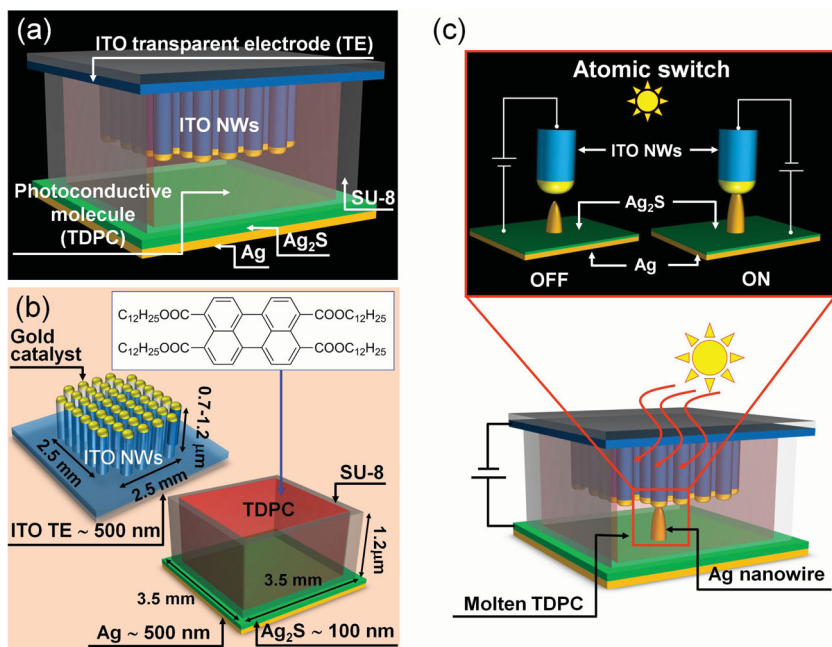 (a)
ITO transparent electrode (TE)
ITO NWs
Photoconductive
molecule
(TDPC)
SU-8
Ag₂S
Ag
(b)
C₁₂H₂₅OOC
COOC₁₂H₂₅
C₁₂H₂₅OOC
COOC₁₂H₂₅
Gold
catalyst
0.7-1.2 μm
ITO NWs
2.5 mm
2.5 mm
SU-8
TDPC
ITO TE ~ 500 nm
1.2μm
3.5 mm
3.5 mm
Ag ~ 500 nm
Ag₂S ~ 100 nm
(c)
Atomic switch
ITO NWs
Ag₂S
Ag
OFF
ON
Ag nanowire
Molten TDPC